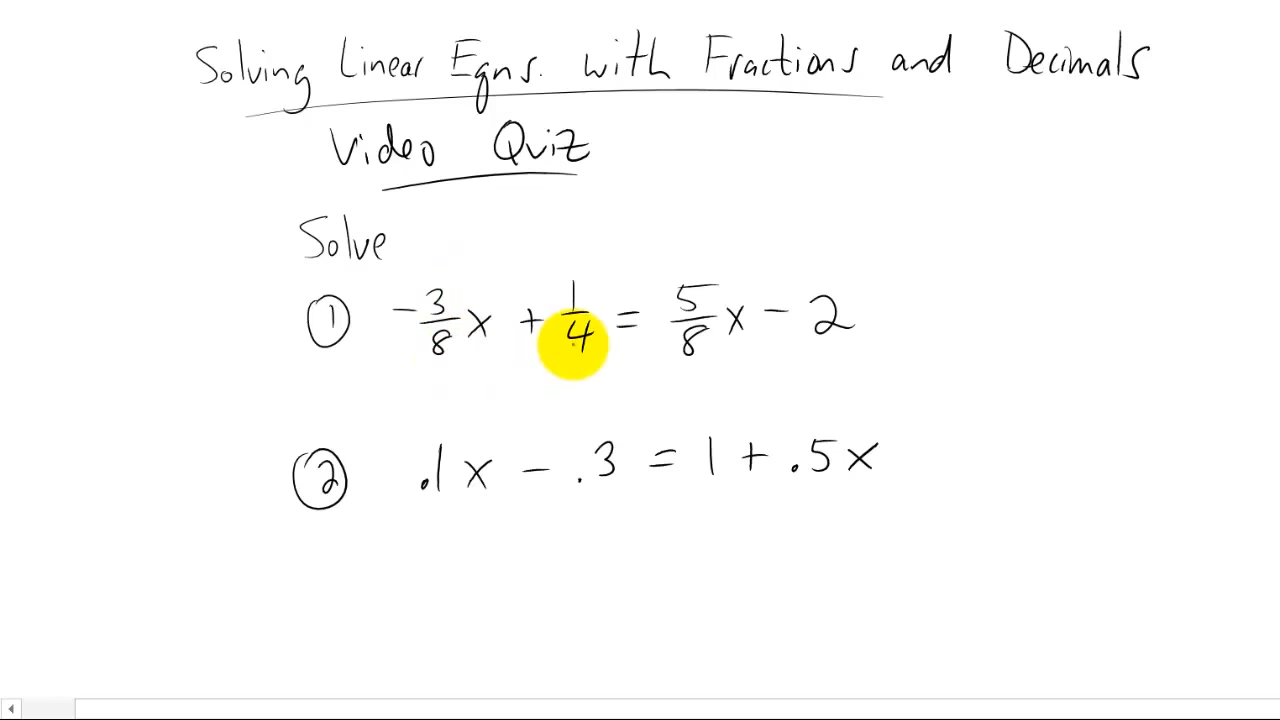 Solving Linear Eqns. with Fractions and Decimals
Video Quiz
Solve
① -3/8 x + 1/4 = 5/8 x - 2
② .1x - .3 = 1 + .5x